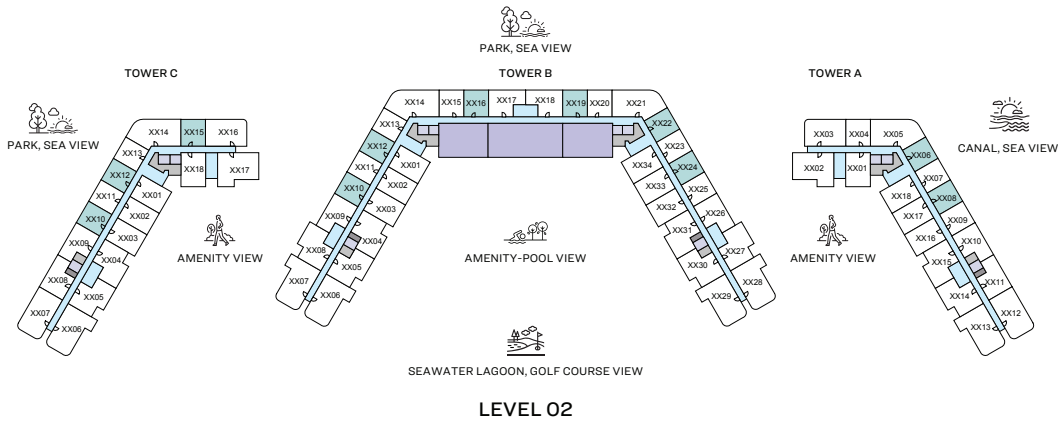 PARK, SEA VIEW
TOWER C
TOWER B
TOWER A
PARK, SEA VIEW
CANAL, SEA VIEW
XX14
XX15
XX16
XX13
XX12
XX11
XX10
XX09
XX08
XX07
XX06
XX05
XX04
XX03
XX02
XX01
XX18
XX17
AMENITY VIEW
XX14
XX15
XX16
XX17
XX18
XX19
XX20
XX21
XX13
XX12
XX11
XX10
XX09
XX08
XX07
XX06
XX05
XX04
XX03
XX02
XX01
XX22
XX23
XX24
XX25
XX26
XX27
XX28
XX29
XX30
XX31
XX32
XX33
XX34
AMENITY-POOL VIEW
XX03
XX04
XX05
XX02
XX01
XX06
XX07
XX08
XX09
XX10
XX11
XX12
XX13
XX14
XX15
XX16
XX17
XX18
AMENITY VIEW
SEAWATER LAGOON, GOLF COURSE VIEW
LEVEL 02